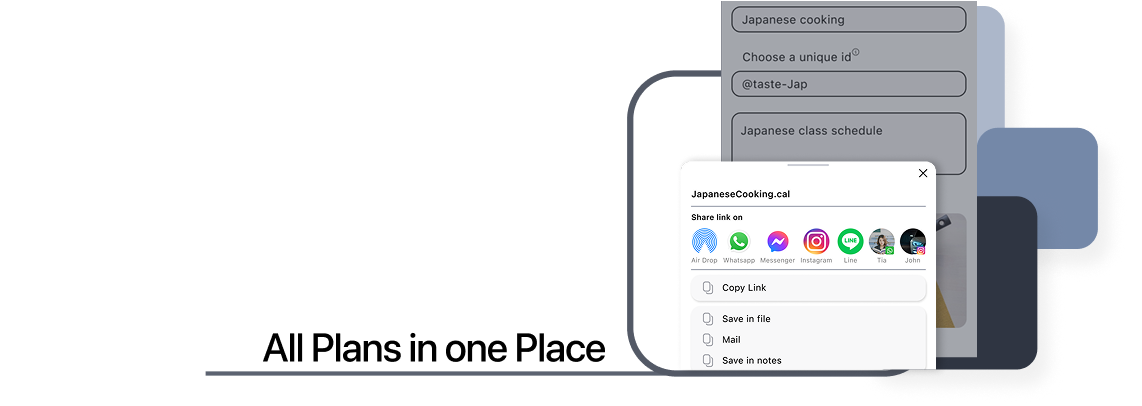 Japanese cooking
Choose a unique id
@taste-Jap
Japanese class schedule
JapaneseCooking.cal
Share link on
LINE
Air Drop Whatsapp Messenger Instagram Line Tia John
Copy Link
Save in file
Mail
Save in notes
All Plans in one Place